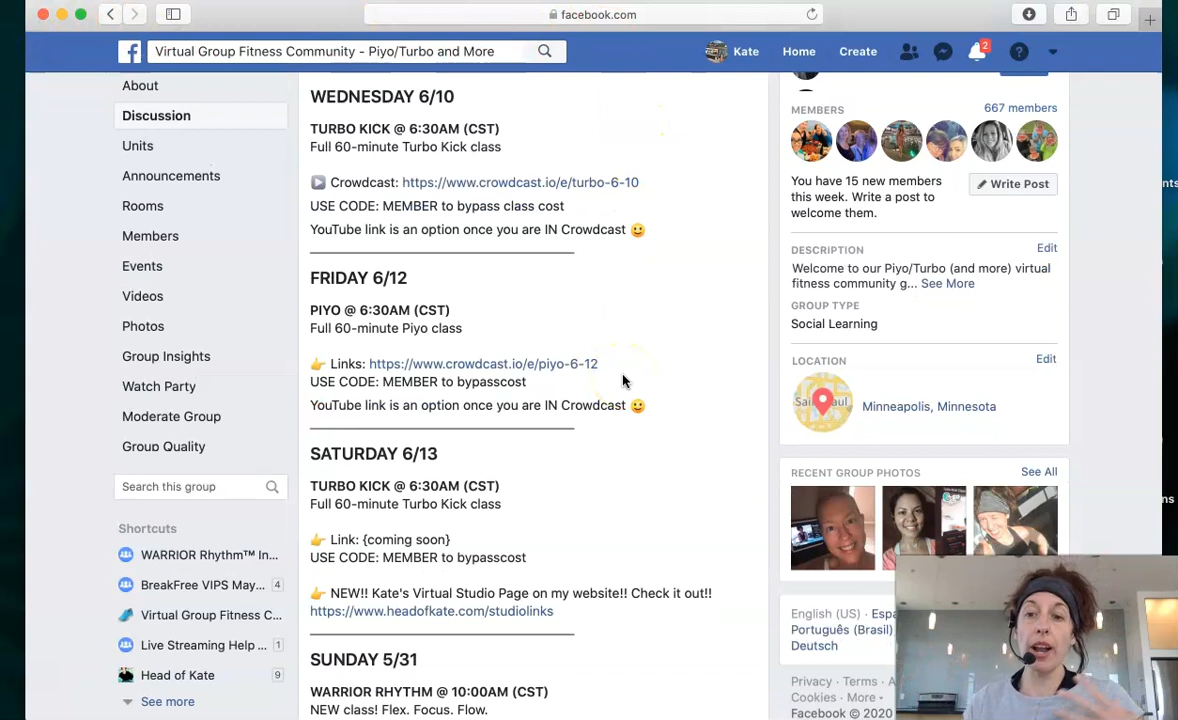 facebook.com
Virtual Group Fitness Community - Piyo/Turbo and More
Kate
Home
Create
2
About
Discussion
Units
Announcements
Rooms
Members
Events
Videos
Photos
Group Insights
Watch Party
Moderate Group
Group Quality
Search this group
Shortcuts
WARRIOR Rhythm™ In...
BreakFree VIPS May... 4
Virtual Group Fitness C...
Live Streaming Help ... 1
Head of Kate 9
See more
WEDNESDAY 6/10
TURBO KICK @ 6:30AM (CST)
Full 60-minute Turbo Kick class
Crowdcast: https://www.crowdcast.io/e/turbo-6-10
USE CODE: MEMBER to bypass class cost
YouTube link is an option once you are IN Crowdcast 😀
FRIDAY 6/12
PIYO @ 6:30AM (CST)
Full 60-minute Piyo class
👉 Links: https://www.crowdcast.io/e/piyo-6-12
USE CODE: MEMBER to bypasscost
YouTube link is an option once you are IN Crowdcast 😀
SATURDAY 6/13
TURBO KICK @ 6:30AM (CST)
Full 60-minute Turbo Kick class
👉 Link: {coming soon}
USE CODE: MEMBER to bypasscost
👉 NEW!! Kate's Virtual Studio Page on my website!! Check it out!!
https://www.headofkate.com/studiolinks
SUNDAY 5/31
WARRIOR RHYTHM @ 10:00AM (CST)
NEW class! Flex. Focus. Flow.
MEMBERS
667 members
You have 15 new members
this week. Write a post to
welcome them.
Write Post
DESCRIPTION
Edit
Welcome to our Piyo/Turbo (and more) virtual
fitness community g... See More
GROUP TYPE
Social Learning
LOCATION
Edit
Minneapolis, Minnesota
RECENT GROUP PHOTOS
See All
English (US) · Espa
Português (Brasil)
Deutsch
Privacy · Terms · A
Cookies · More
Facebook © 2020